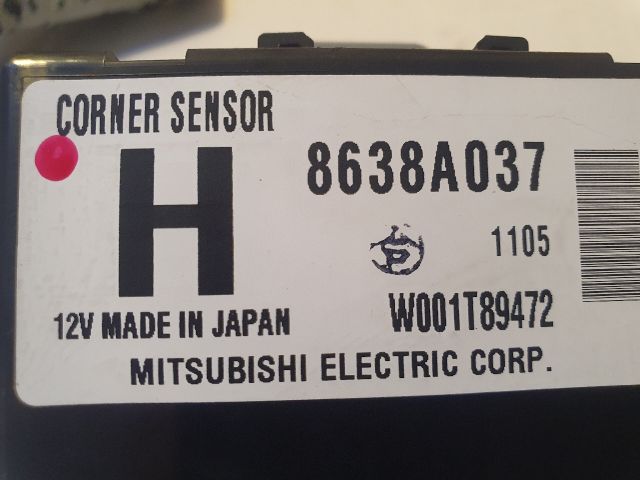 CORNER SENSOR
H
8638A037
P
1105
12V MADE IN JAPAN
W001T89472
MITSUBISHI ELECTRIC CORP.